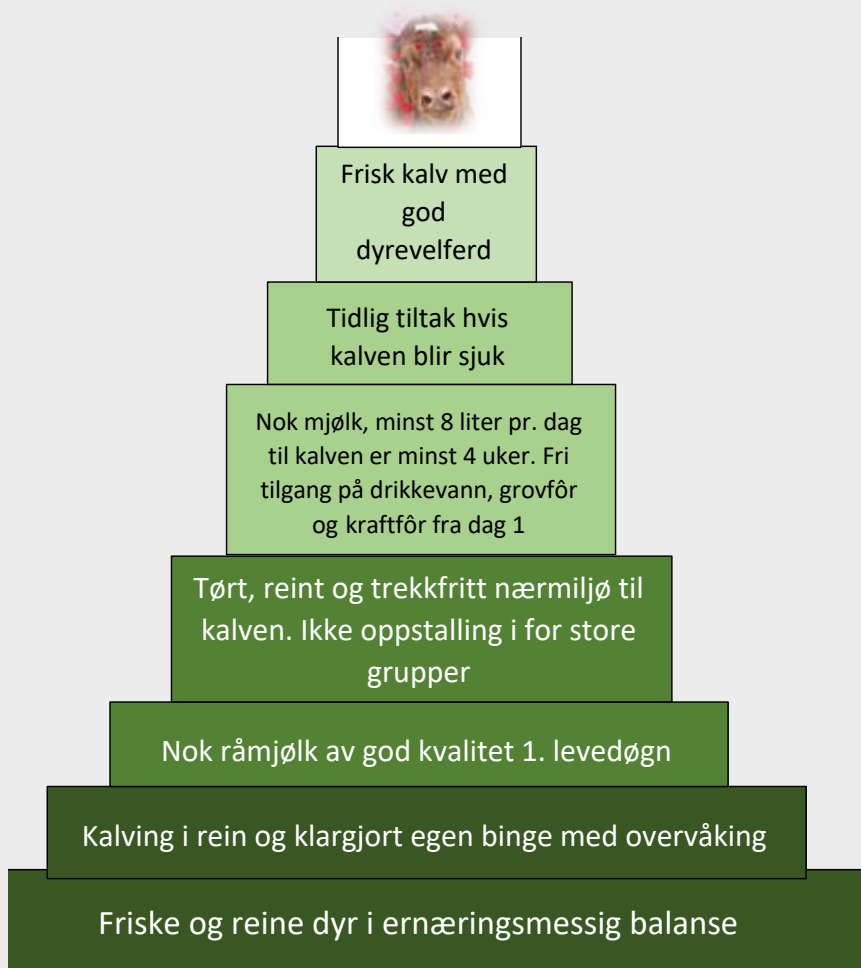 Frisk kalv med
god
dyrevelferd
Tidlig tiltak hvis
kalven blir sjuk
Nok mjølk, minst 8 liter pr. dag
til kalven er minst 4 uker. Fri
tilgang på drikkevann, grovfôr
og kraftfôr fra dag 1
Tørt, reint og trekkfritt nærmiljø til
kalven. Ikke oppstalling i for store
grupper
Nok råmjølk av god kvalitet 1. levedøgn
Kalving i rein og klargjort egen binge med overvåking
Friske og reine dyr i ernæringsmessig balanse